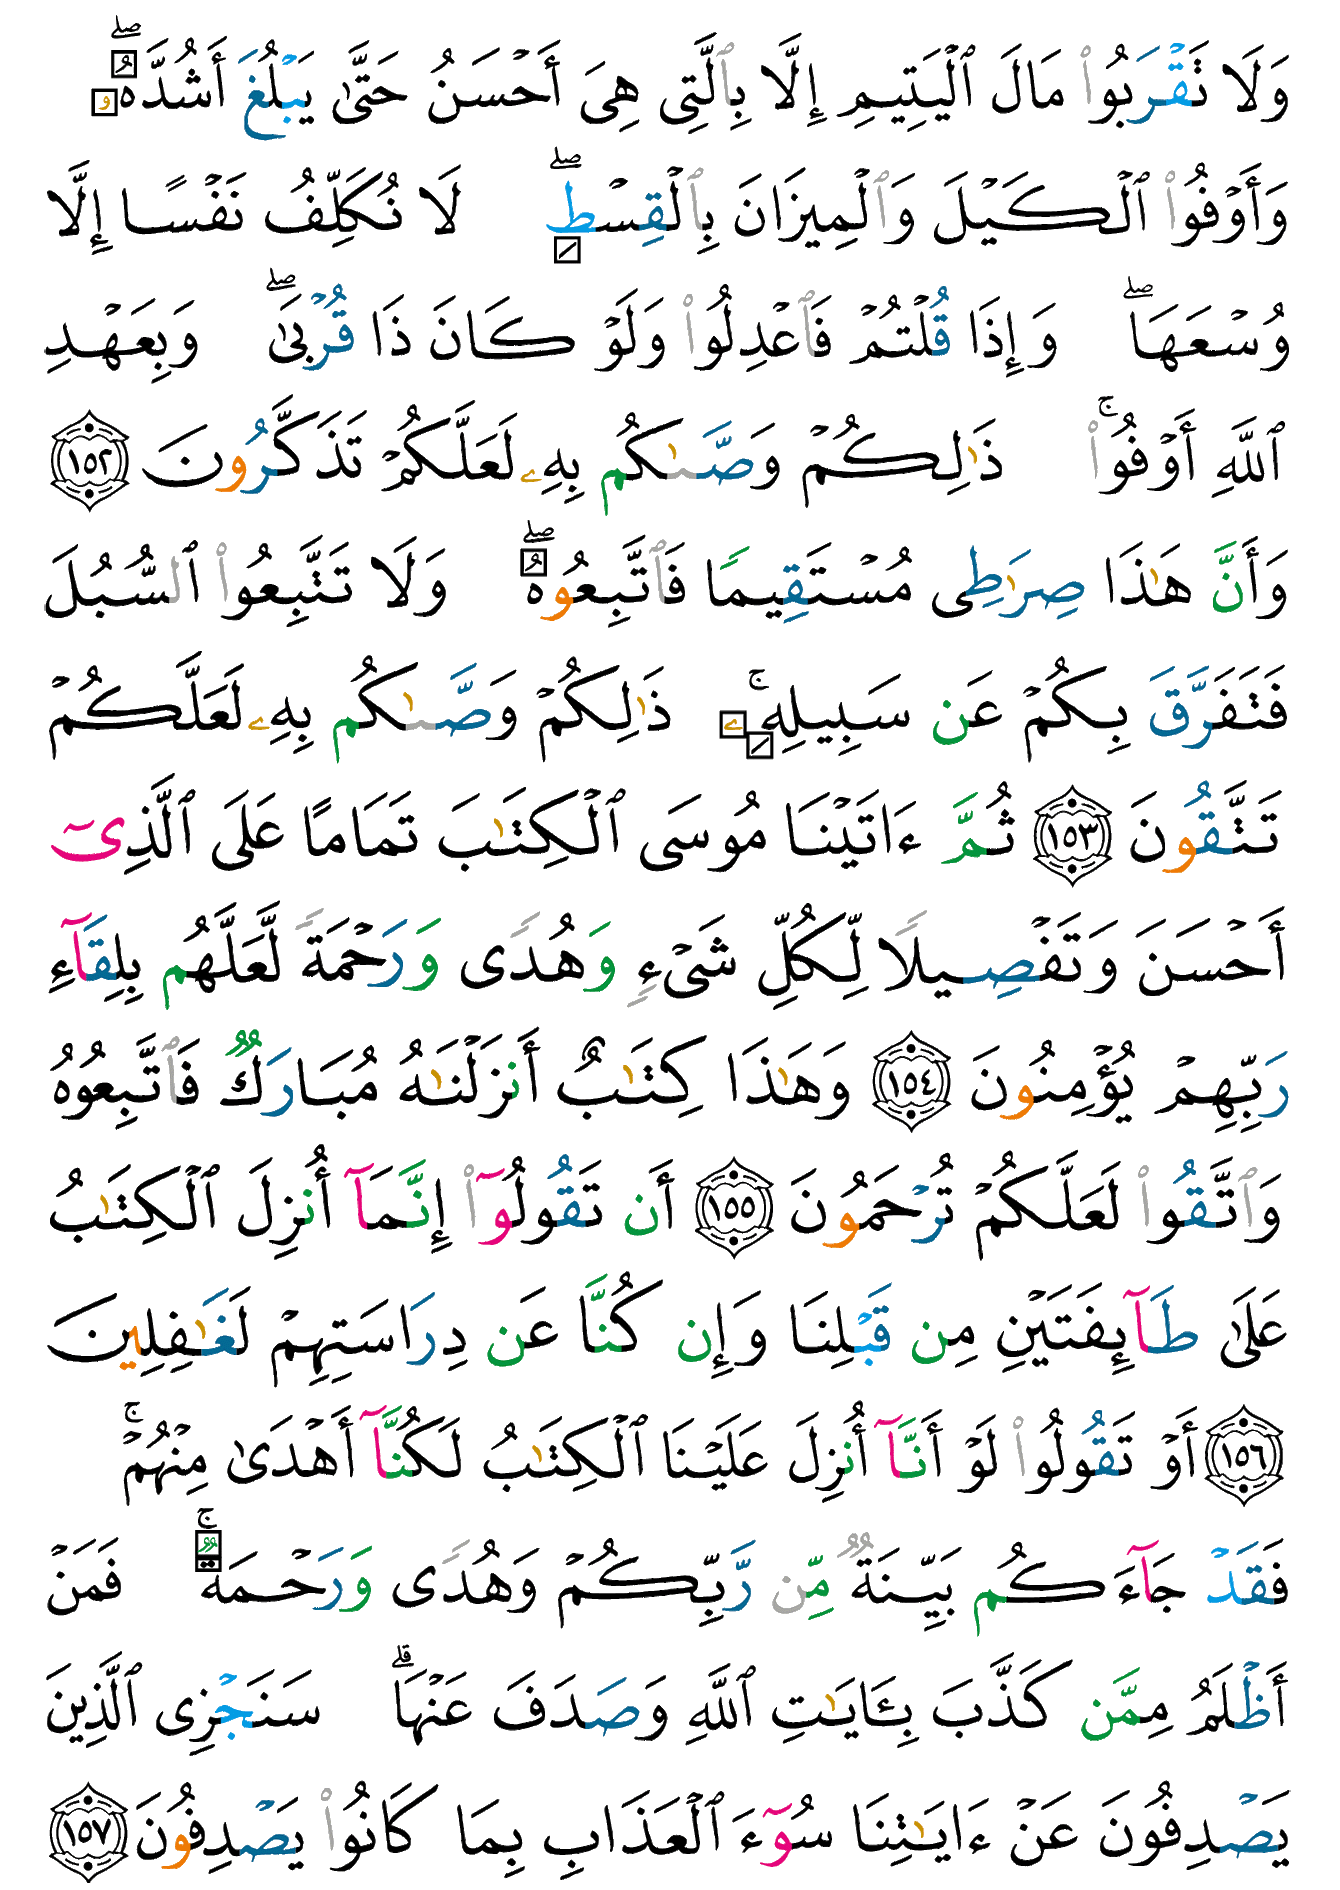 وَلَا تَقْرَبُوا۟ مَالَ ٱلْيَتِيمِ إِلَّا بِٱلَّتِى هِىَ أَحْسَنُ حَتَّىٰ يَبْلُغَ أَشُدَّهُۥ ۖ
وَأَوْفُوا۟ ٱلْكَيْلَ وَٱلْمِيزَانَ بِٱلْقِسْطِ ۖ لَا نُكَلِّفُ نَفْسًا إِلَّا
وُسْعَهَا ۖ وَإِذَا قُلْتُمْ فَٱعْدِلُوا۟ وَلَوْ كَانَ ذَا قُرْبَىٰ ۖ وَبِعَهْدِ
ٱللَّهِ أَوْفُوا۟ ۚ ذَٰلِكُمْ وَصَّىٰكُم بِهِۦ لَعَلَّكُمْ تَذَكَّرُونَ ١٥٢
وَأَنَّ هَٰذَا صِرَٰطِى مُسْتَقِيمًا فَٱتَّبِعُوهُ ۖ وَلَا تَتَّبِعُوا۟ ٱلسُّبُلَ
فَتَفَرَّقَ بِكُمْ عَن سَبِيلِهِۦ ۚ ذَٰلِكُمْ وَصَّىٰكُم بِهِۦ لَعَلَّكُمْ
تَتَّقُونَ ١٥٣ ثُمَّ ءَاتَيْنَا مُوسَى ٱلْكِتَٰبَ تَمَامًا عَلَى ٱلَّذِىٓ
أَحْسَنَ وَتَفْصِيلًا لِّكُلِّ شَىْءٍ وَهُدًى وَرَحْمَةً لَّعَلَّهُم بِلِقَآءِ
رَبِّهِمْ يُؤْمِنُونَ ١٥٤ وَهَٰذَا كِتَٰبٌ أَنزَلْنَٰهُ مُبَارَكٌ فَٱتَّبِعُوهُ
وَٱتَّقُوا۟ لَعَلَّكُمْ تُرْحَمُونَ ١٥٥ أَن تَقُولُوٓا۟ إِنَّمَآ أُنزِلَ ٱلْكِتَٰبُ
عَلَىٰ طَآئِفَتَيْنِ مِن قَبْلِنَا وَإِن كُنَّا عَن دِرَاسَتِهِمْ لَغَٰفِلِينَ
١٥٦ أَوْ تَقُولُوا۟ لَوْ أَنَّآ أُنزِلَ عَلَيْنَا ٱلْكِتَٰبُ لَكُنَّآ أَهْدَىٰ مِنْهُمْ ۚ
فَقَدْ جَآءَكُم بَيِّنَةٌ مِّن رَّبِّكُمْ وَهُدًى وَرَحْمَةٌ ۚ فَمَنْ
أَظْلَمُ مِمَّن كَذَّبَ بِـَٔايَٰتِ ٱللَّهِ وَصَدَفَ عَنْهَا ۗ سَنَجْزِى ٱلَّذِينَ
يَصْدِفُونَ عَنْ ءَايَٰتِنَا سُوٓءَ ٱلْعَذَابِ بِمَا كَانُوا۟ يَصْدِفُونَ ١٥٧